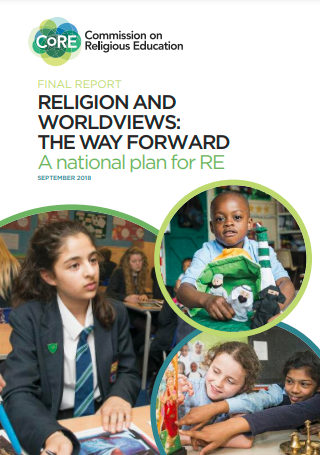 CoRE
Commission on
Religious Education
FINAL REPORT
RELIGION AND
WORLDVIEWS:
THE WAY FORWARD
A national plan for RE
SEPTEMBER 2018